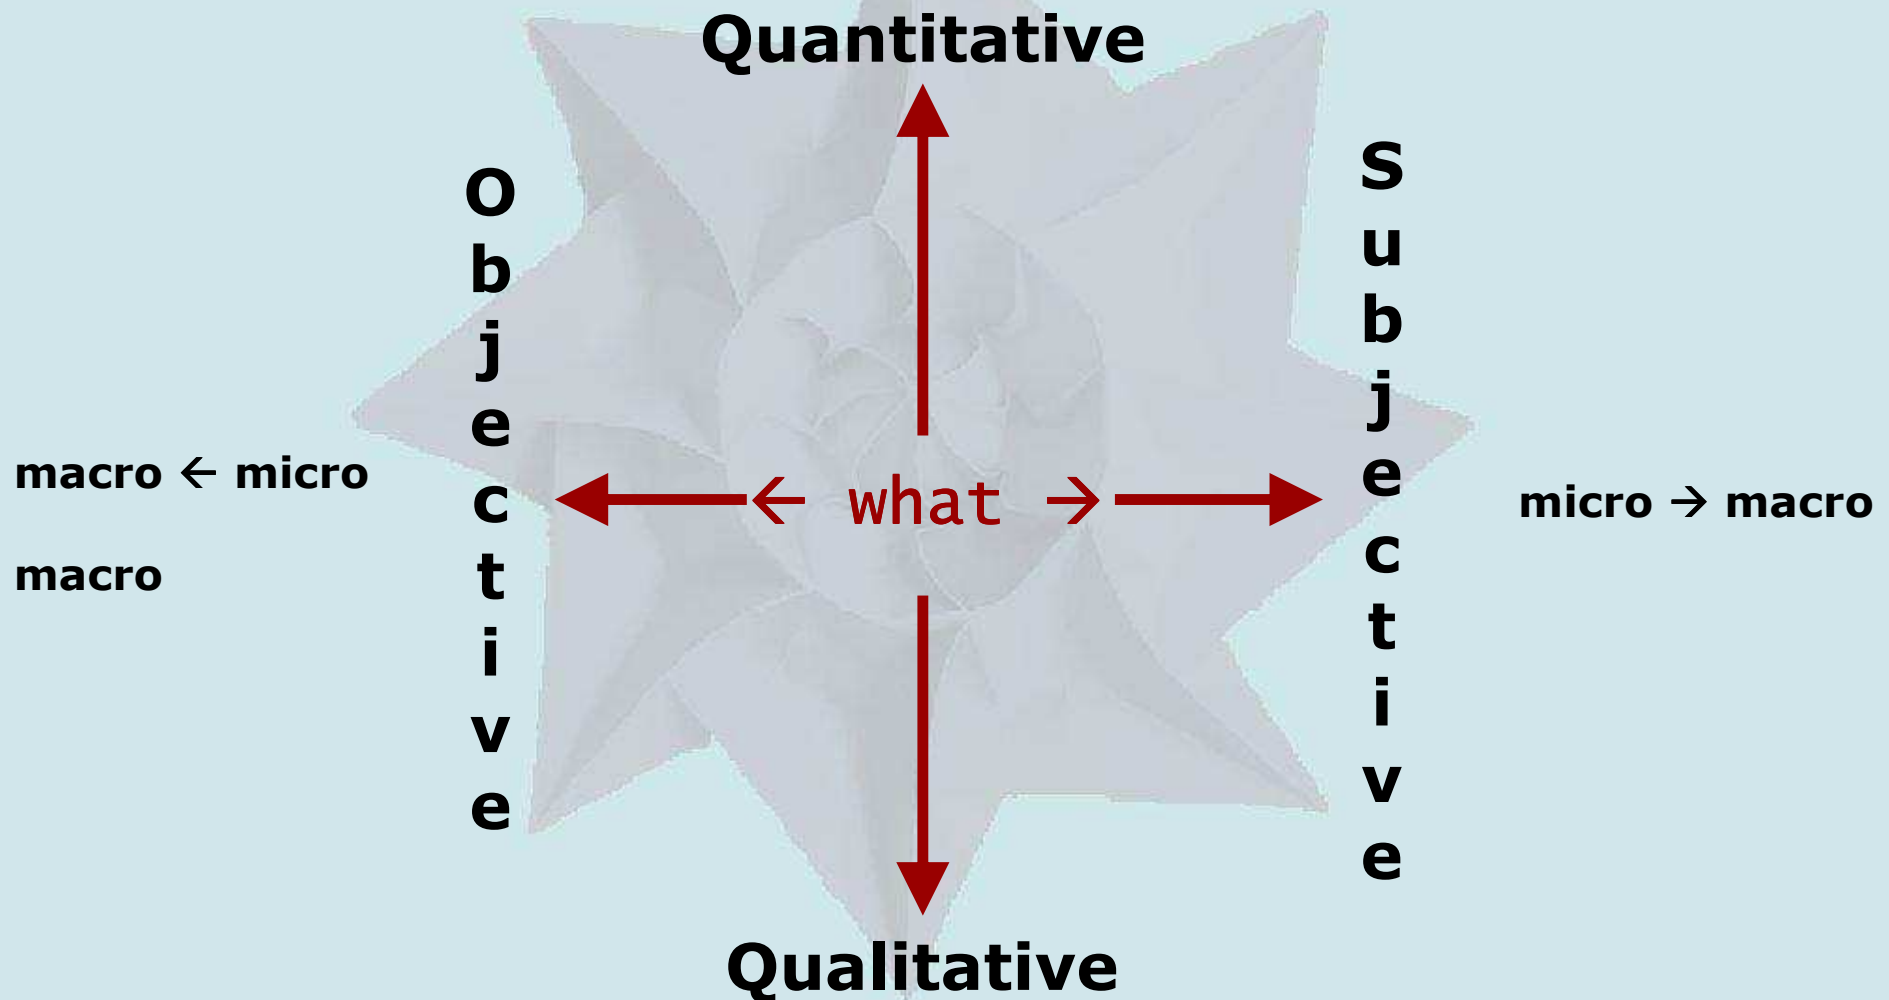 Quantitative
Objective
Subjective
macro ← micro
← what →
micro → macro
macro
Qualitative